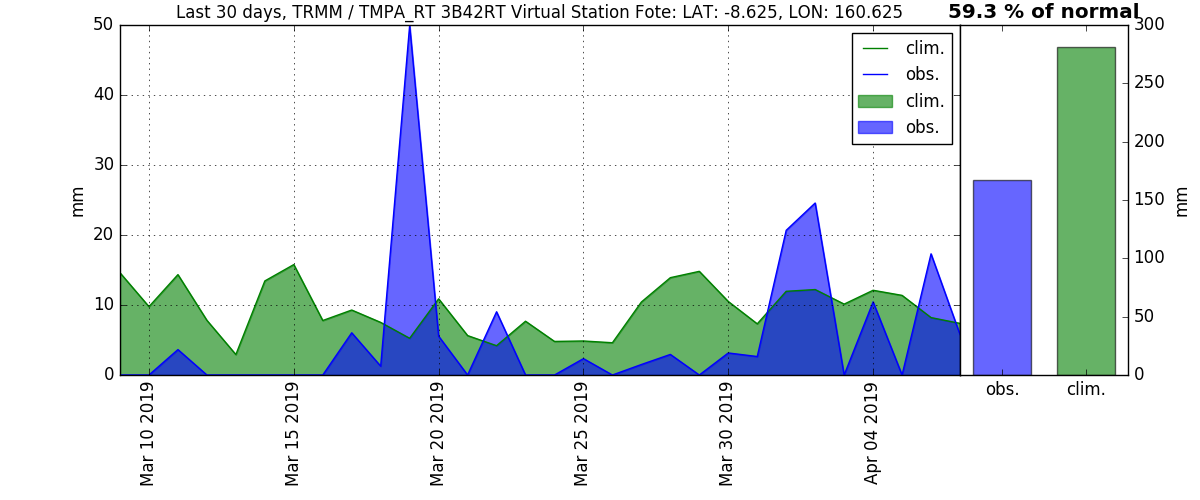 Last 30 days, TRMM / TMPA_RT 3B42RT Virtual Station Fote: LAT: -8.625, LON: 160.625
59.3 % of normal
50
40
30
20
10
0
mm
clim.
obs.
clim.
obs.
300
250
200
150
100
50
0
mm
obs.
clim.
Mar 10 2019
Mar 15 2019
Mar 20 2019
Mar 25 2019
Mar 30 2019
Apr 04 2019